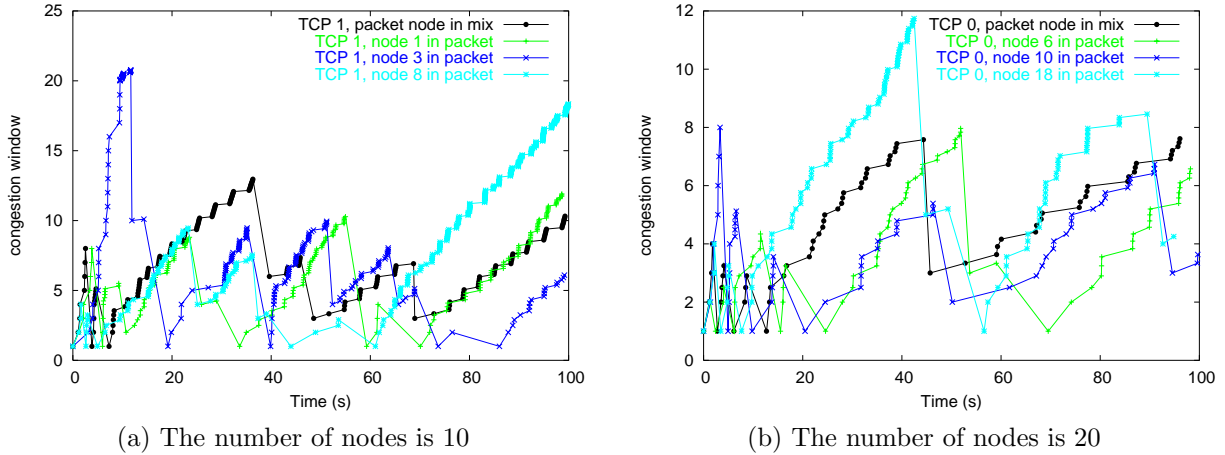 TCP 1, packet node in mix
TCP 1, node 1 in packet
TCP 1, node 3 in packet
TCP 1, node 8 in packet
congestion window
25
20
15
10
5
0
0 20 40 60 80 100
Time (s)
(a) The number of nodes is 10
TCP 0, packet node in mix
TCP 0, node 6 in packet
TCP 0, node 10 in packet
TCP 0, node 18 in packet
congestion window
12
10
8
6
4
2
0
0 20 40 60 80 100
Time (s)
(b) The number of nodes is 20